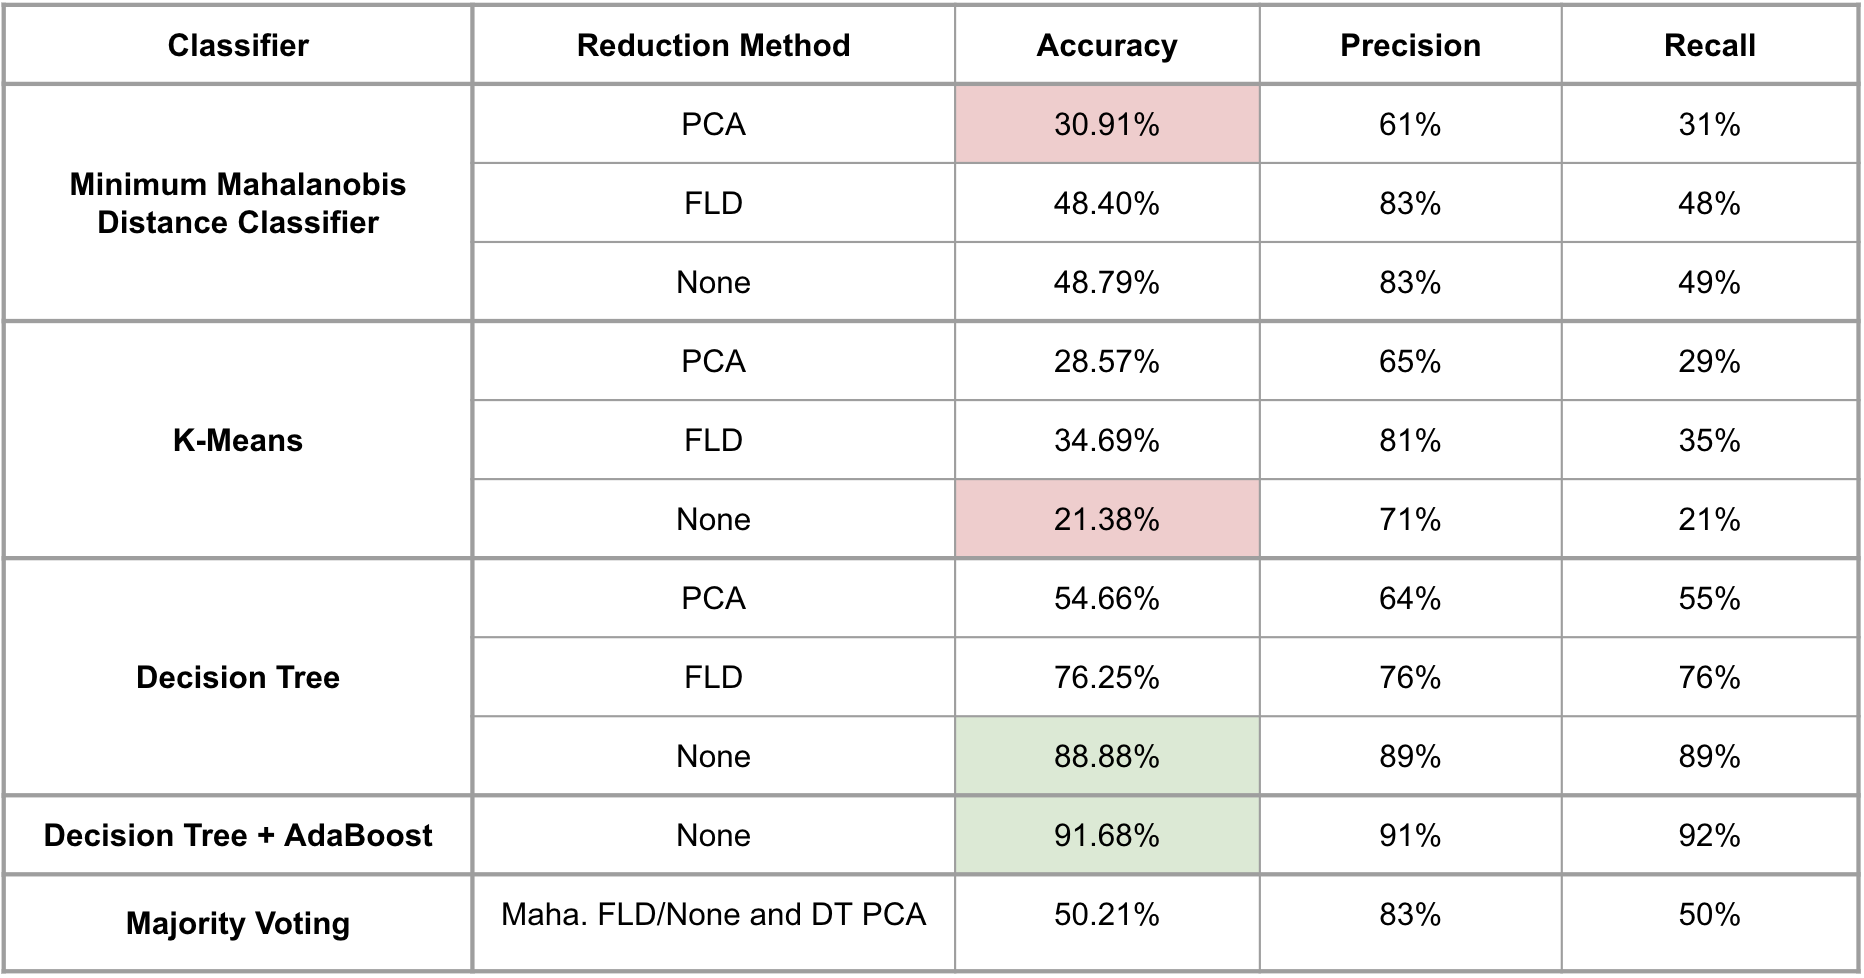 Classifier Reduction Method Accuracy Precision Recall
Minimum Mahalanobis
Distance Classifier
PCA 30.91% 61% 31%
FLD 48.40% 83% 48%
None 48.79% 83% 49%
K-Means
PCA 28.57% 65% 29%
FLD 34.69% 81% 35%
None 21.38% 71% 21%
Decision Tree
PCA 54.66% 64% 55%
FLD 76.25% 76% 76%
None 88.88% 89% 89%
Decision Tree + AdaBoost None 91.68% 91% 92%
Majority Voting Maha. FLD/None and DT PCA 50.21% 83% 50%